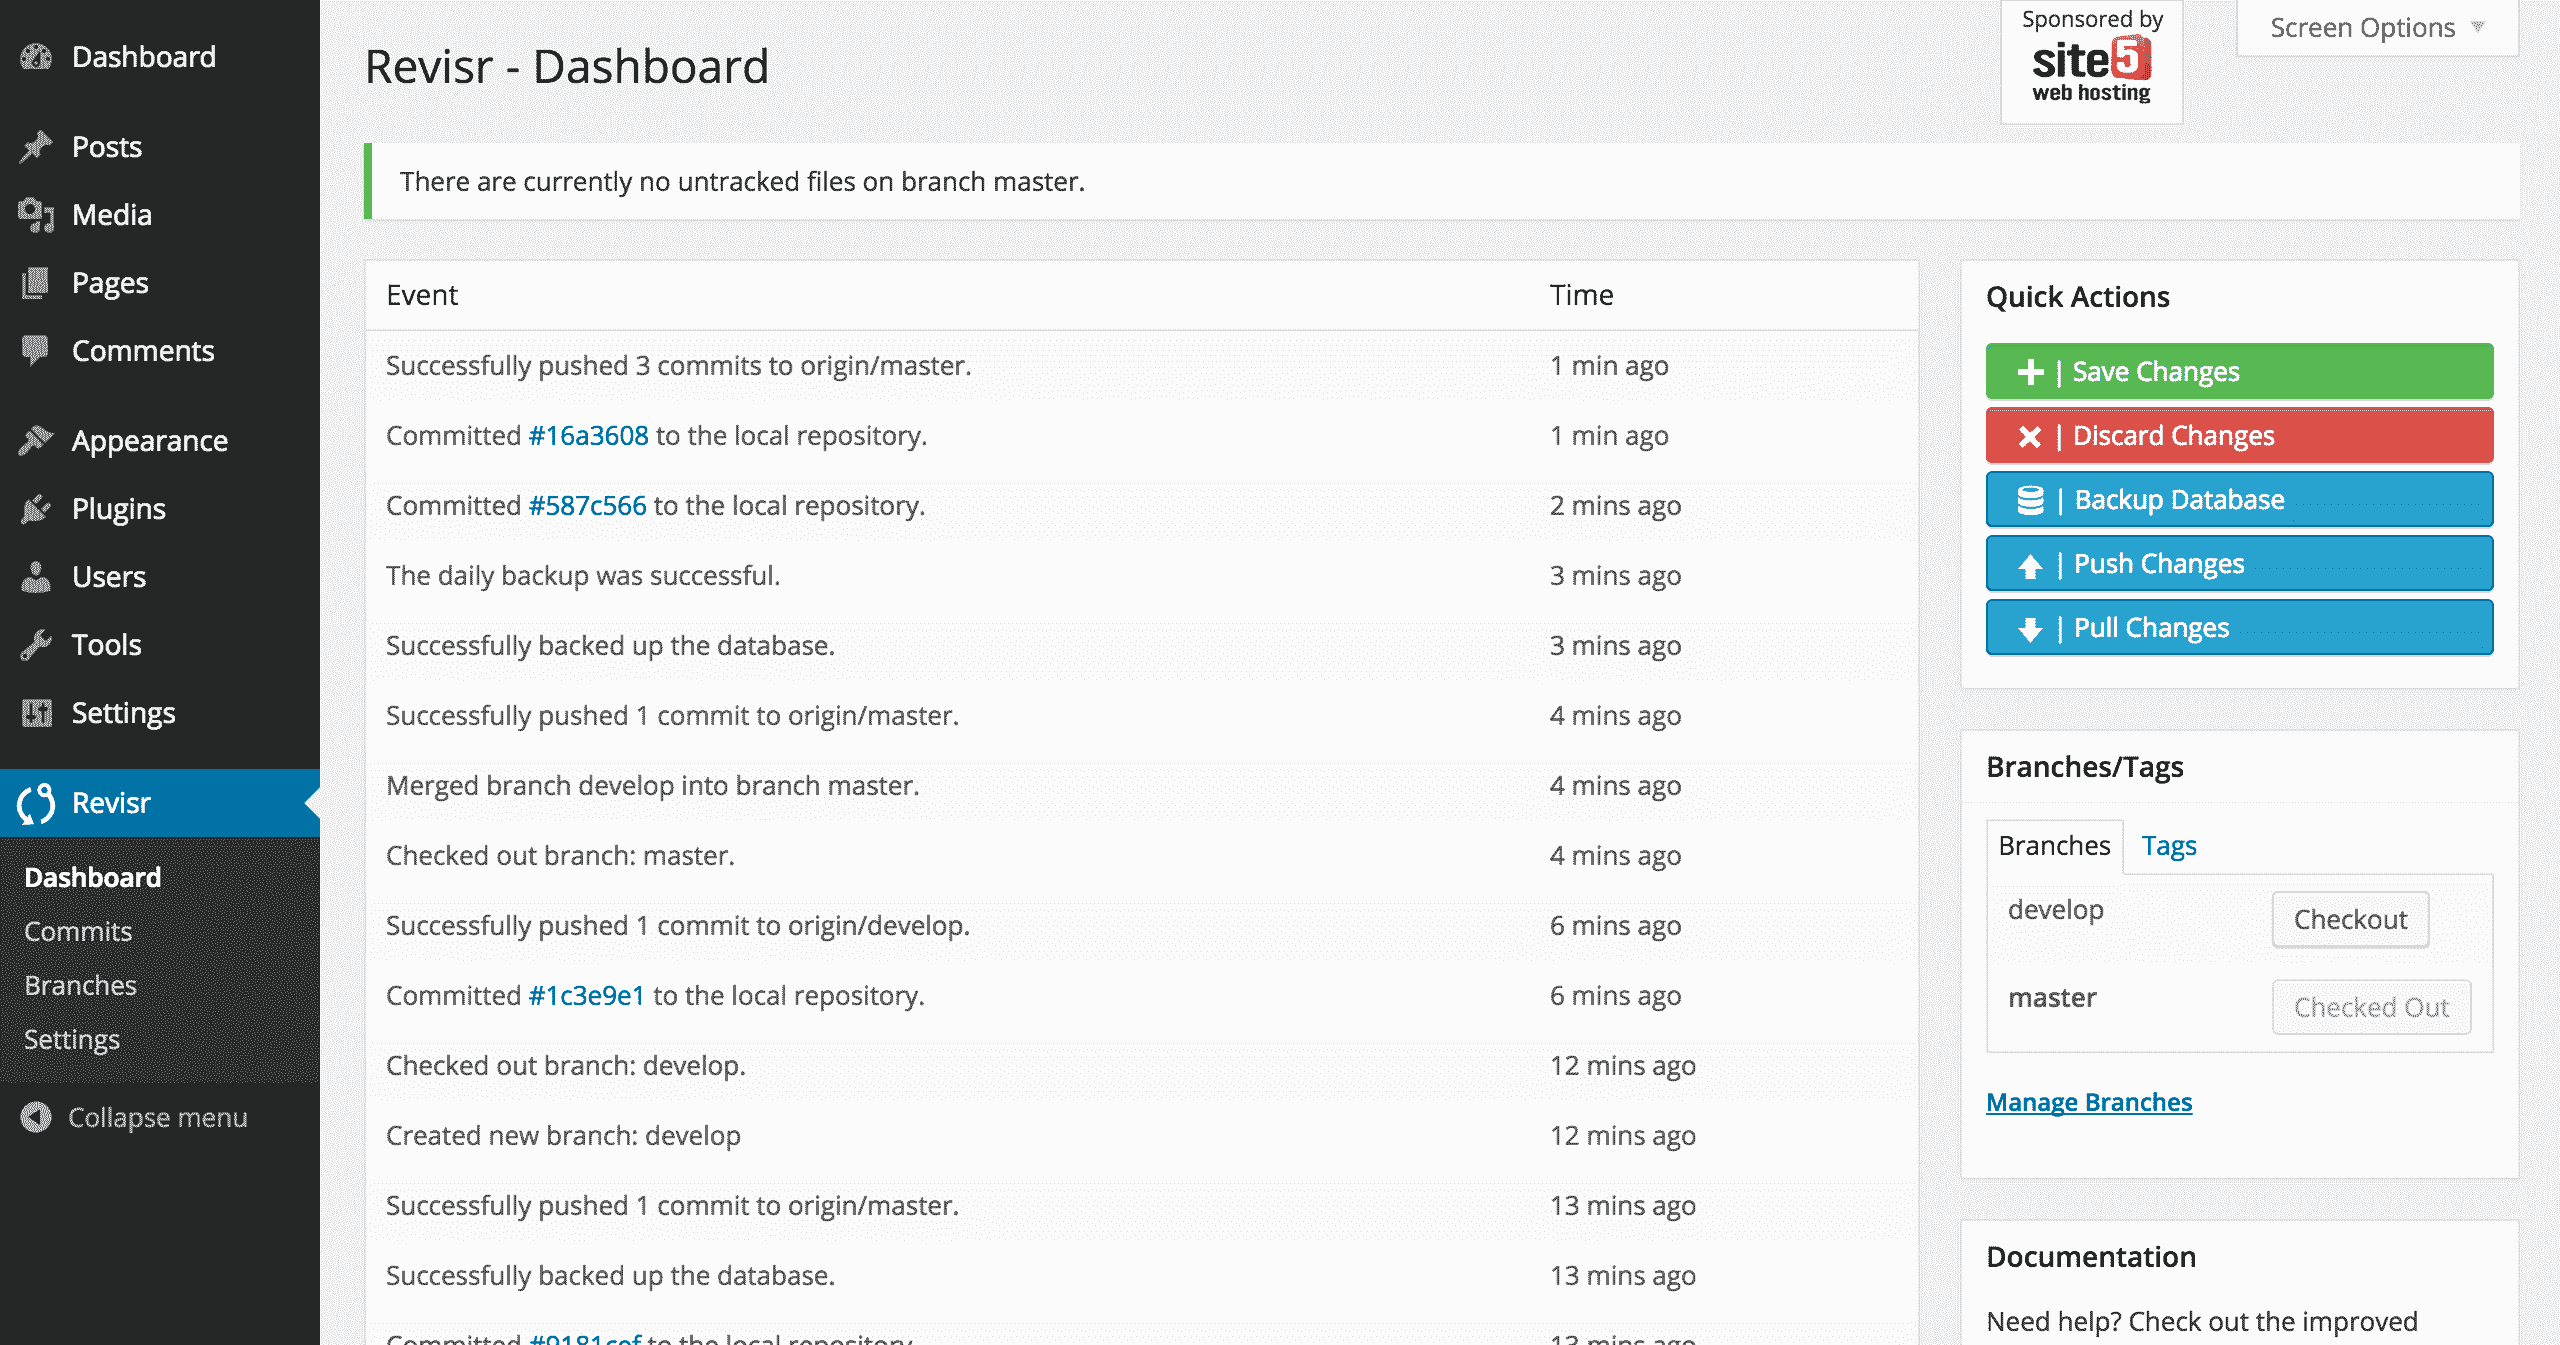 Dashboard
Posts
Media
Pages
Comments
Appearance
Plugins
Users
Tools
Settings
Revisr
Dashboard
Commits
Branches
Settings
Collapse menu
Revisr - Dashboard
Sponsored by
site5
web hosting
Screen Options
There are currently no untracked files on branch master.
Event Time
Successfully pushed 3 commits to origin/master. 1 min ago
Committed #16a3608 to the local repository. 1 min ago
Committed #587c566 to the local repository. 2 mins ago
The daily backup was successful. 3 mins ago
Successfully backed up the database. 3 mins ago
Successfully pushed 1 commit to origin/master. 4 mins ago
Merged branch develop into branch master. 4 mins ago
Checked out branch: master. 4 mins ago
Successfully pushed 1 commit to origin/develop. 6 mins ago
Committed #1c3e9e1 to the local repository. 6 mins ago
Checked out branch: develop. 12 mins ago
Created new branch: develop 12 mins ago
Successfully pushed 1 commit to origin/master. 13 mins ago
Successfully backed up the database. 13 mins ago
Committed #9181cef to the local repository. 13 mins ago
Quick Actions
| Save Changes
| Discard Changes
| Backup Database
| Push Changes
| Pull Changes
Branches/Tags
Branches Tags
develop Checkout
master Checked Out
Manage Branches
Documentation
Need help? Check out the improved